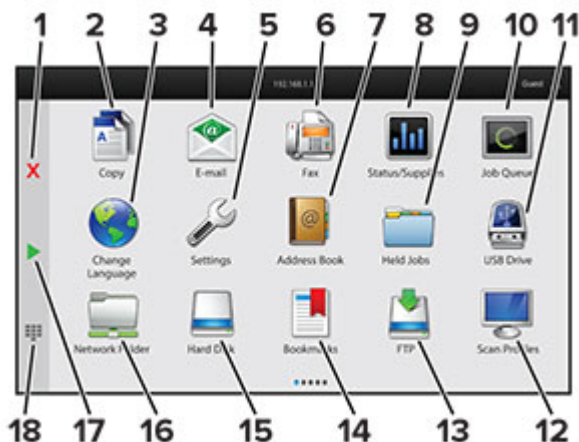 1 2 3 4 5 6 7 8 9 10 11
192.168.1.1 Guest
Copy E-mail Fax Status/Supplies Job Queue
X
Change Language Settings Address Book Held Jobs USB Drive
Network Folder Hard Disk Bookmarks FTP Scan Profiles
18 17 16 15 14 13 12